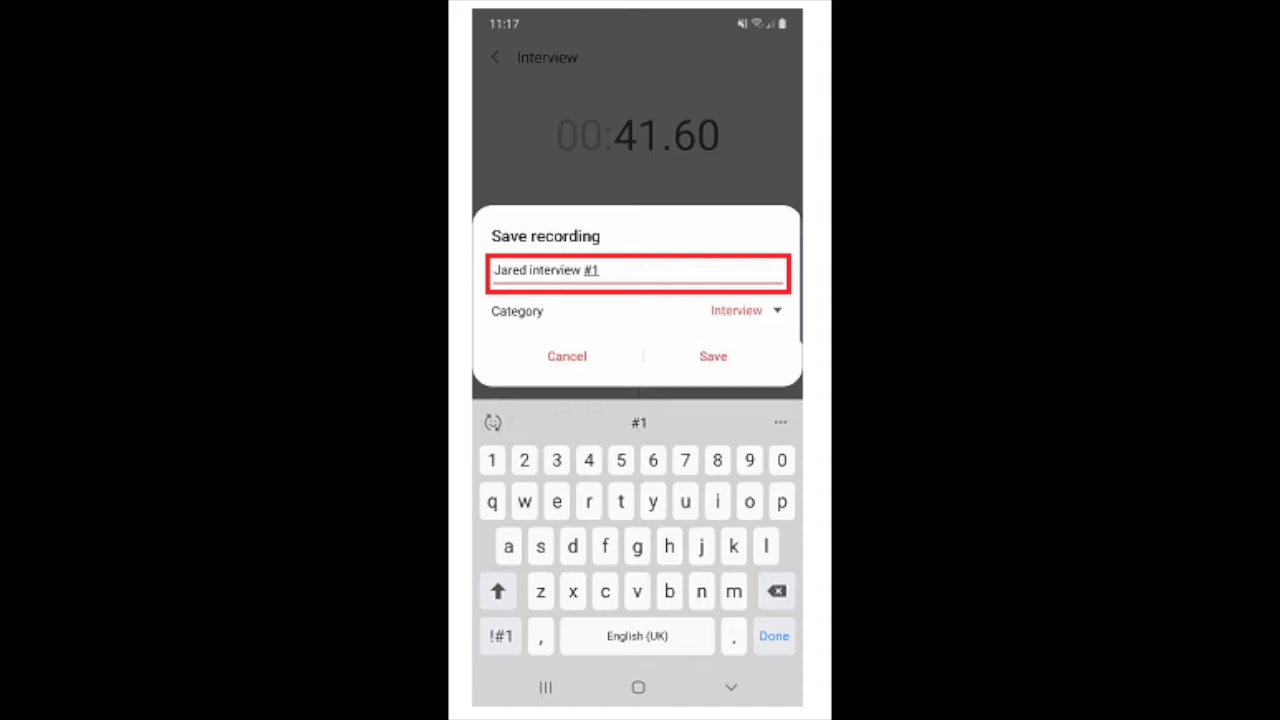 11:17
Interview
00:41.60
Save recording
Jared interview #1
Category Interview
Cancel Save
#1
1 2 3 4 5 6 7 8 9 0
q w e r t y u i o p
a s d f g h j k l
z x c v b n m
!#1 , English (UK) . Done